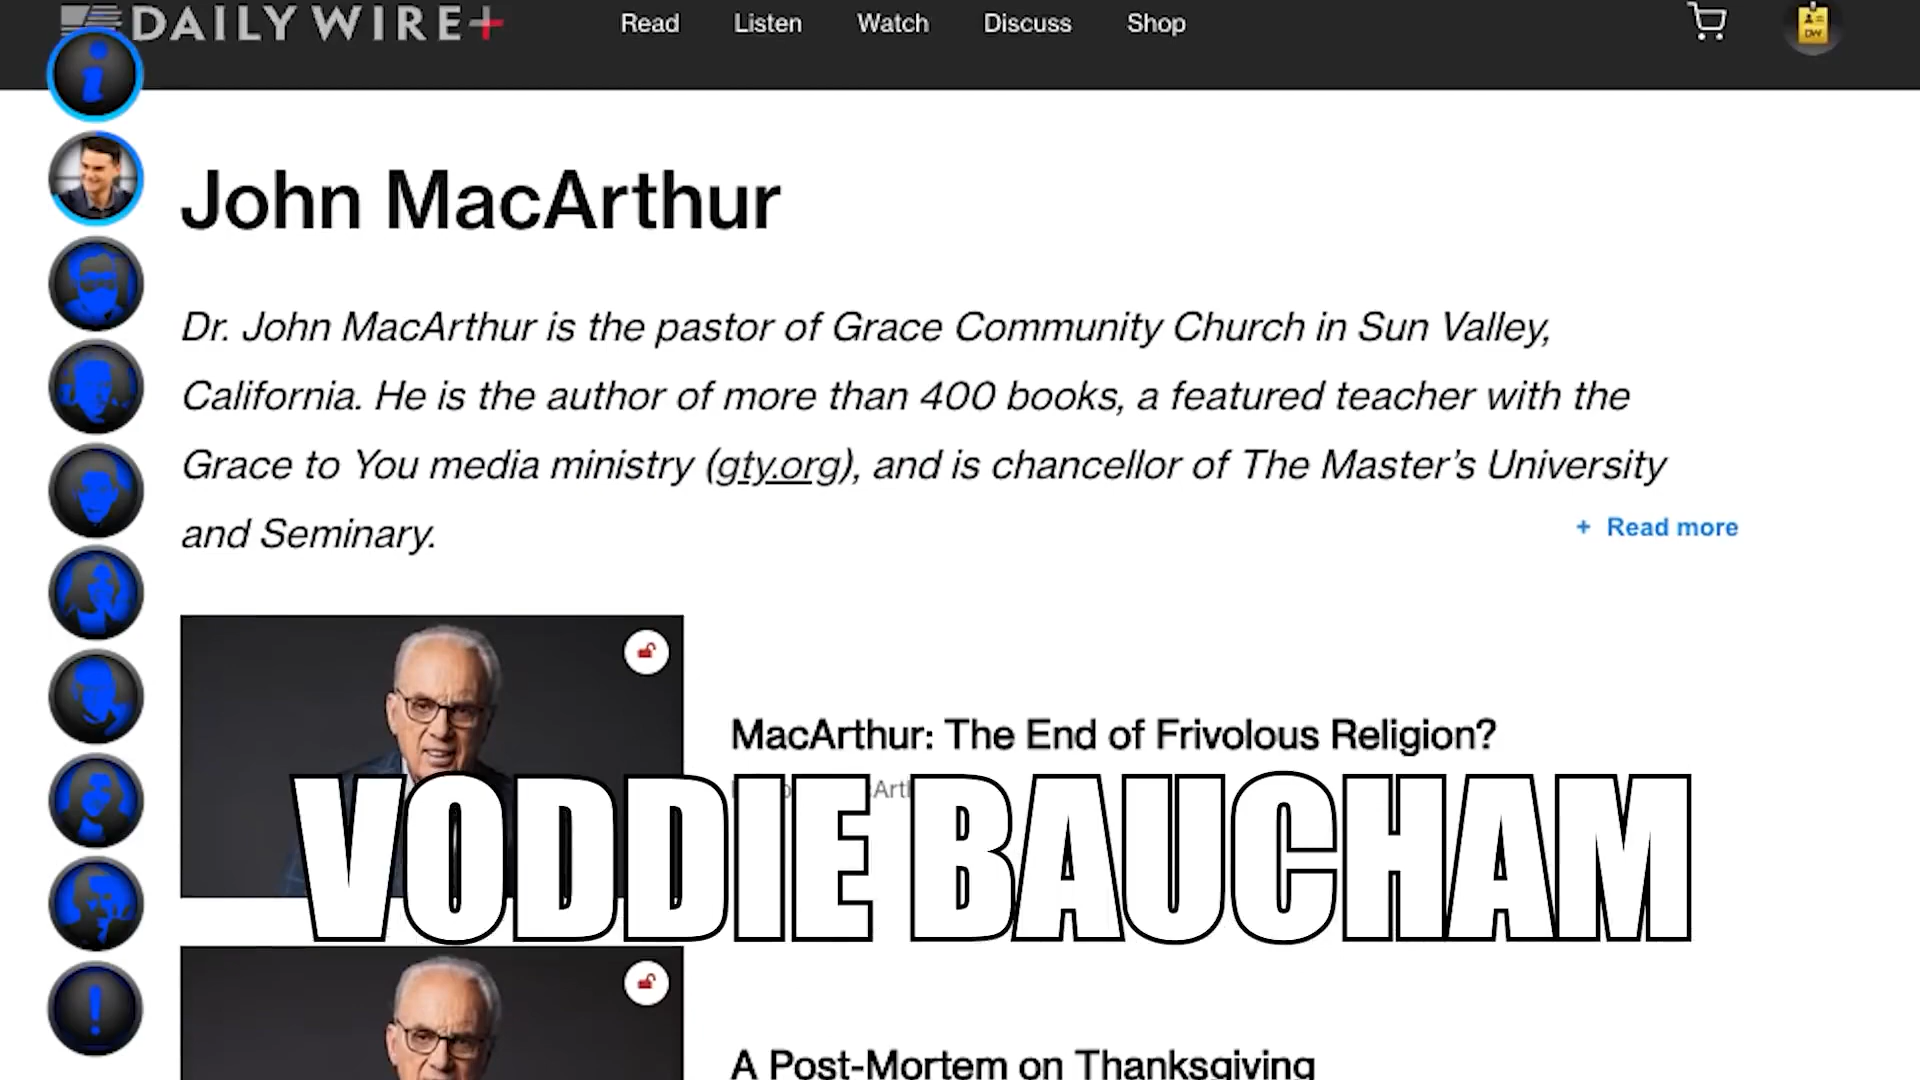 DAILY WIRE+
Read Listen Watch Discuss Shop
DW
John MacArthur
Dr. John MacArthur is the pastor of Grace Community Church in Sun Valley,
California. He is the author of more than 400 books, a featured teacher with the
Grace to You media ministry (gty.org), and is chancellor of The Master's University
and Seminary.
+ Read more
MacArthur: The End of Frivolous Religion?
VODDIE BAUCHAM
A Post-Mortem on Thanksgiving